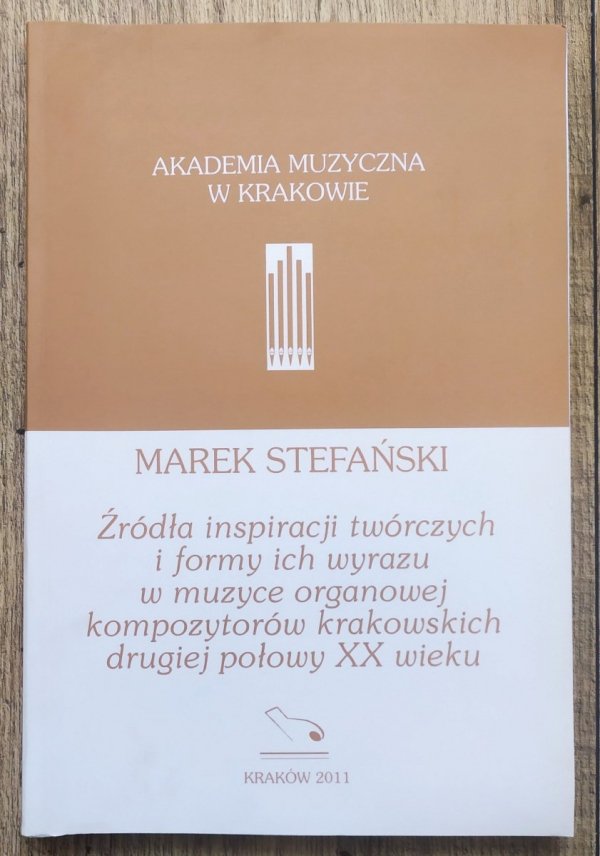 AKADEMIA MUZYCZNA
W KRAKOWIE
MAREK STEFAŃSKI
Źródła inspiracji twórczych
i formy ich wyrazu
w muzyce organowej
kompozytorów krakowskich
drugiej połowy XX wieku
KRAKÓW 2011